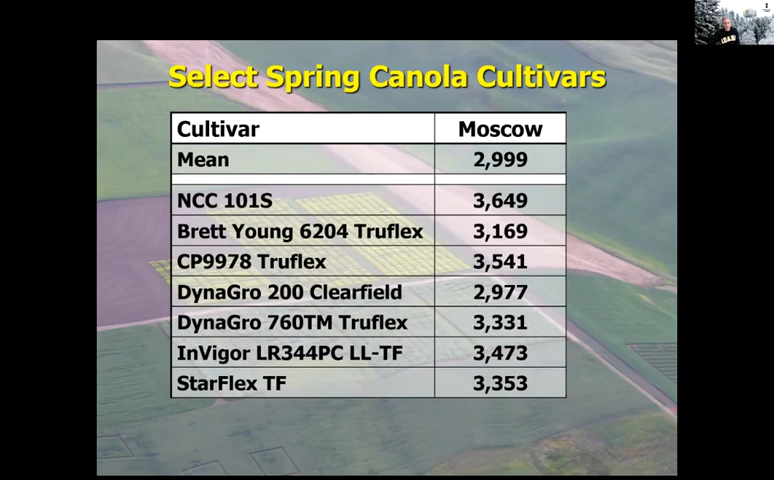 Select Spring Canola Cultivars
Cultivar Moscow
Mean 2,999
NCC 101S 3,649
Brett Young 6204 Truflex 3,169
CP9978 Truflex 3,541
DynaGro 200 Clearfield 2,977
DynaGro 760TM Truflex 3,331
InVigor LR344PC LL-TF 3,473
StarFlex TF 3,353